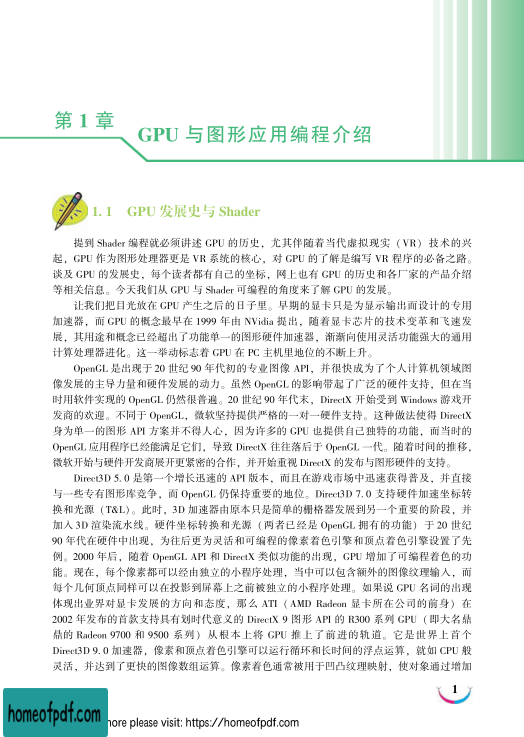 第 1 章
GPU 与图形应用编程介绍
1. 1 GPU 发展史与 Shader
提到 Shader 编程就必须讲述 GPU 的历史，尤其伴随着当代虚拟现实（VR）技术的兴
起，GPU 作为图形处理器更是 VR 系统的核心，对 GPU 的了解是编写 VR 程序的必备之路。
谈及 GPU 的发展史，每个读者都有自己的坐标，网上也有 GPU 的历史和各厂家的产品介绍
等相关信息。今天我们从 GPU 与 Shader 可编程的角度来了解 GPU 的发展。
让我们把目光放在 GPU 产生之后的日子里。早期的显卡只是为显示输出而设计的专用
加速器，而 GPU 的概念最早在 1999 年由 NVidia 提出，随着显卡芯片的技术变革和飞速发
展，其用途和概念已经超出了功能单一的图形硬件加速器，渐渐向使用灵活功能强大的通用
计算处理器进化。这一举动标志着 GPU 在 PC 主机里地位的不断上升。
OpenGL 是出现于 20 世纪 90 年代初的专业图像 API，并很快成为了个人计算机领域图
像发展的主导力量和硬件发展的动力。虽然 OpenGL 的影响带起了广泛的硬件支持，但在当
时用软件实现的 OpenGL 仍然很普遍。20 世纪 90 年代末，DirectX 开始受到 Windows 游戏开
发商的欢迎。不同于 OpenGL，微软坚持提供严格的一对一硬件支持。这种做法使得 DirectX
身为单一的图形 API 方案并不得人心，因为许多的 GPU 也提供自己独特的功能，而当时的
OpenGL 应用程序已经能满足它们，导致 DirectX 往往落后于 OpenGL 一代。随着时间的推移，
微软开始与硬件开发商展开更紧密的合作，并开始重视 DirectX 的发布与图形硬件的支持。
Direct3D 5. 0 是第一个增长迅速的 API 版本，而且在游戏市场中迅速获得普及，并直接
与一些专有图形库竞争，而 OpenGL 仍保持重要的地位。Direct3D 7. 0 支持硬件加速坐标转
换和光源（T&L）。此时，3D 加速器由原本只是简单的栅格器发展到另一个重要的阶段，并
加入 3D 渲染流水线。硬件坐标转换和光源（两者已经是 OpenGL 拥有的功能）于 20 世纪
90 年代在硬件中出现，为往后更为灵活和可编程的像素着色引擎和顶点着色引擎设置了先
例。2000 年后，随着 OpenGL API 和 DirectX 类似功能的出现，GPU 增加了可编程着色的功
能。现在，每个像素都可以经由独立的小程序处理，当中可以包含额外的图像纹理输入，而
每个几何顶点同样可以在投影到屏幕上之前被独立的小程序处理。如果说 GPU 名词的出现
体现出业界对显卡发展的方向和态度，那么 ATI（AMD Radeon 显卡所在公司的前身）在
2002 年发布的首款支持具有划时代意义的 DirectX 9 图形 API 的 R300 系列 GPU（即大名鼎
鼎的 Radeon 9700 和 9500 系列）从根本上将 GPU 推上了前进的轨道。它是世界上首个
Direct3D 9. 0 加速器，像素和顶点着色引擎可以运行循环和长时间的浮点运算，就如 CPU 般
灵活，并达到了更快的图像数组运算。像素着色通常被用于凹凸纹理映射，使对象通过增加
1
homeofpdf.com
ore please visit: https://homeofpdf.com